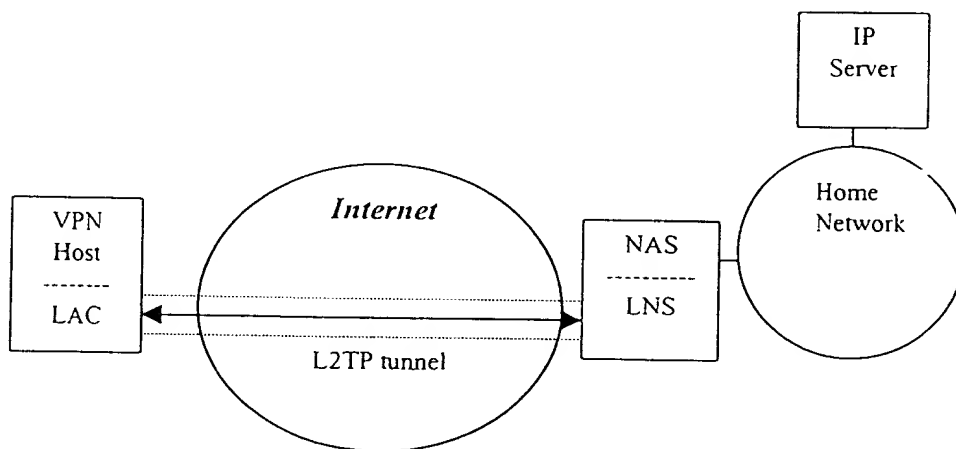 IP
Server
VPN
Host
LAC
Internet
L2TP tunnel
NAS
LNS
Home
Network